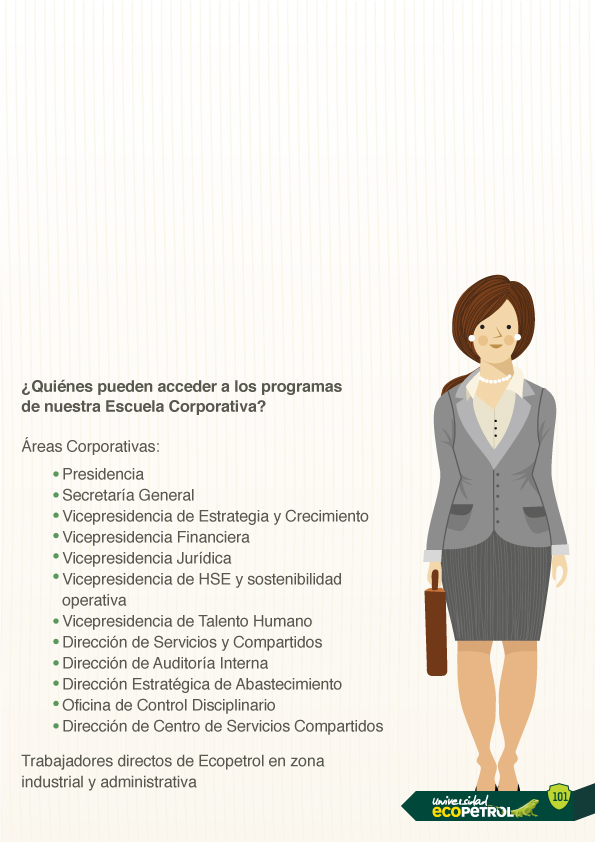 ¿Quiénes pueden acceder a los programas
de nuestra Escuela Corporativa?
Áreas Corporativas:
• Presidencia
• Secretaría General
• Vicepresidencia de Estrategia y Crecimiento
• Vicepresidencia Financiera
• Vicepresidencia Jurídica
• Vicepresidencia de HSE y sostenibilidad
operativa
• Vicepresidencia de Talento Humano
• Dirección de Servicios y Compartidos
• Dirección de Auditoría Interna
• Dirección Estratégica de Abastecimiento
• Oficina de Control Disciplinario
• Dirección de Centro de Servicios Compartidos
Trabajadores directos de Ecopetrol en zona
industrial y administrativa
Universidad
ECOPETROL
101